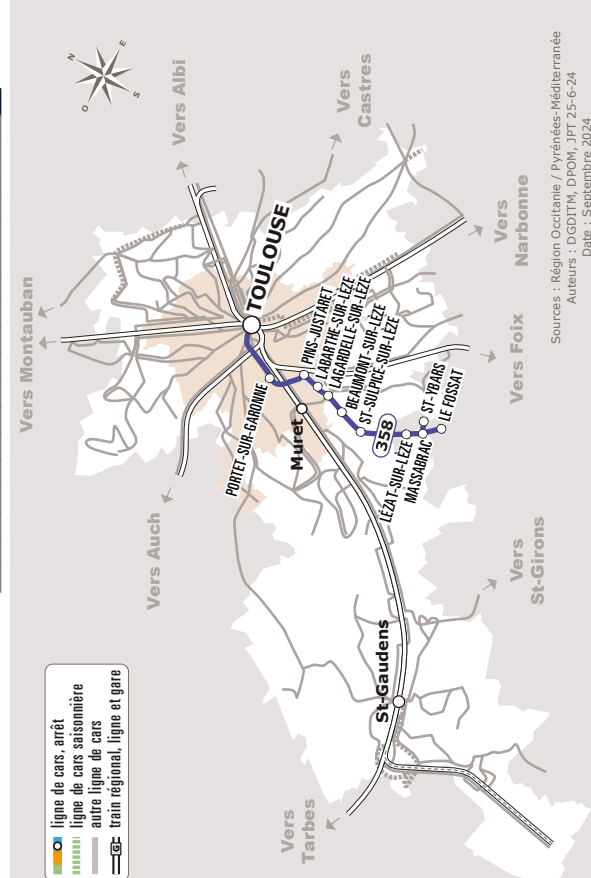 ligne de cars, arrêt
ligne de cars saisonnière
autre ligne de cars
G
train régional, ligne et gare
N
E
S
O
Vers Montauban
Vers Albi
Vers
Castres
Vers Auch
TOULOUSE
Vers
Narbonne
PORTET-SUR-GARONNE
PINS-JUSTARET
LABARTHE-SUR-LÈZE
LAGARDELLE-SUR-LÈZE
BEAUMONT-SUR-LÈZE
ST-SULPICE-SUR-LÈZE
Muret
358
LÉZAT-SUR-LÈZE
MASSABRAC
ST-YBARS
LE FOSSAT
Vers Foix
St-Gaudens
Vers
St-Girons
Vers
Tarbes
Sources : Région Occitanie / Pyrénées-Méditerranée
Auteurs : DGDITM, DPOM, JPT 25-6-24
Date : Septembre 2024